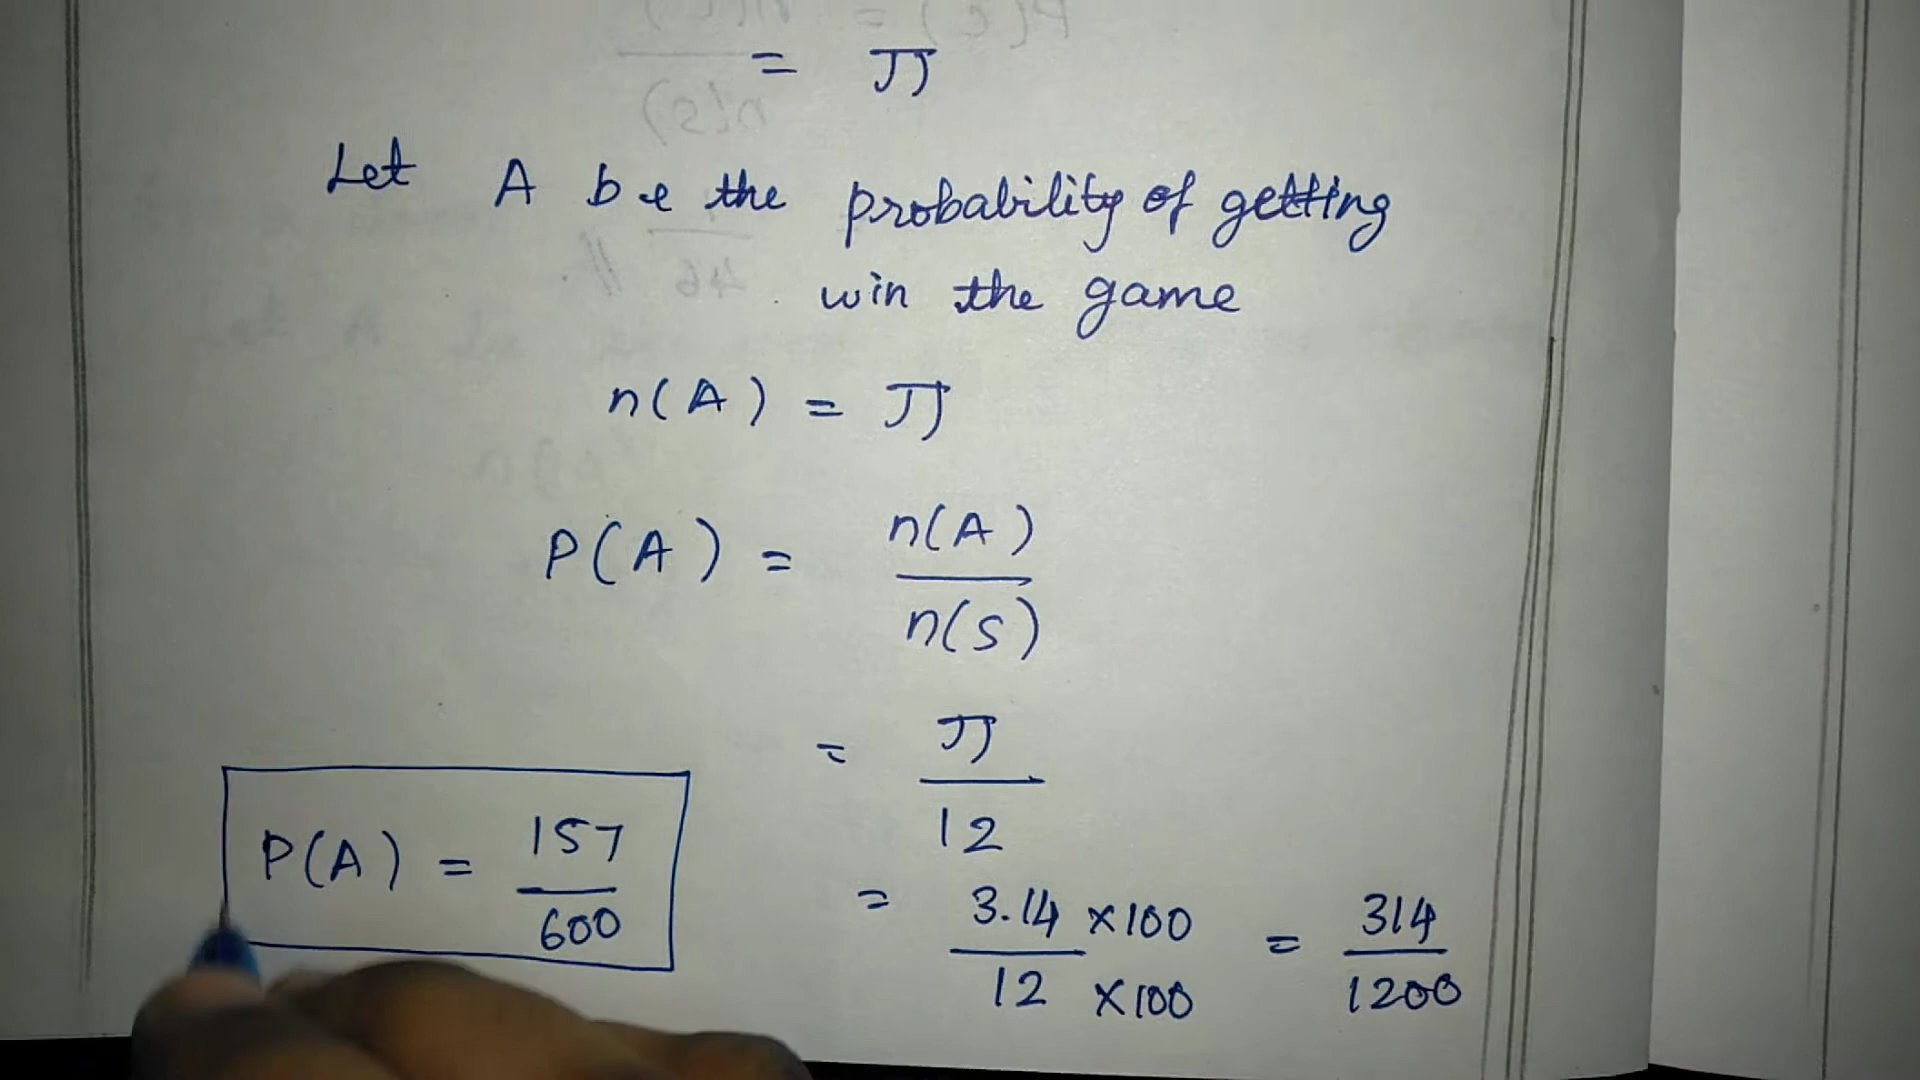 = π
Let A be the probability of getting
win the game
n(A) = π
P(A) = n(A)/n(S)
= π/12
= 3.14 × 100 / 12 × 100 = 314/1200
P(A) = 157/600